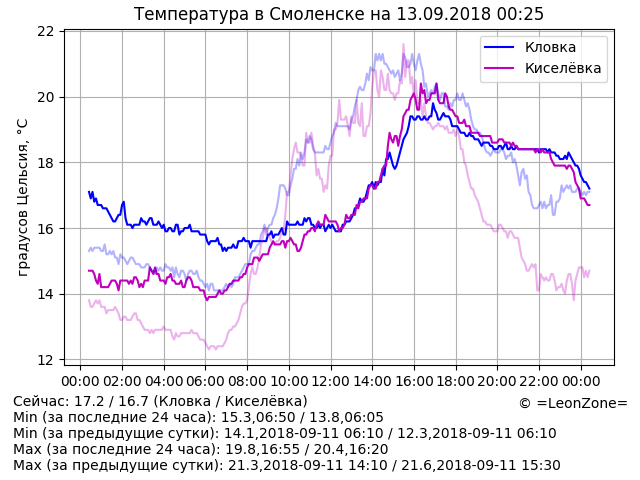 Температура в Смоленске на 13.09.2018 00:25
градусов Цельсия, °C
22
20
18
16
14
12
Кловка
Киселёвка
00:00 02:00 04:00 06:00 08:00 10:00 12:00 14:00 16:00 18:00 20:00 22:00 00:00
Сейчас: 17.2 / 16.7 (Кловка / Киселёвка)
© =LeonZone=
Min (за последние 24 часа): 15.3,06:50 / 13.8,06:05
Min (за предыдущие сутки): 14.1,2018-09-11 06:10 / 12.3,2018-09-11 06:10
Max (за последние 24 часа): 19.8,16:55 / 20.4,16:20
Max (за предыдущие сутки): 21.3,2018-09-11 14:10 / 21.6,2018-09-11 15:30